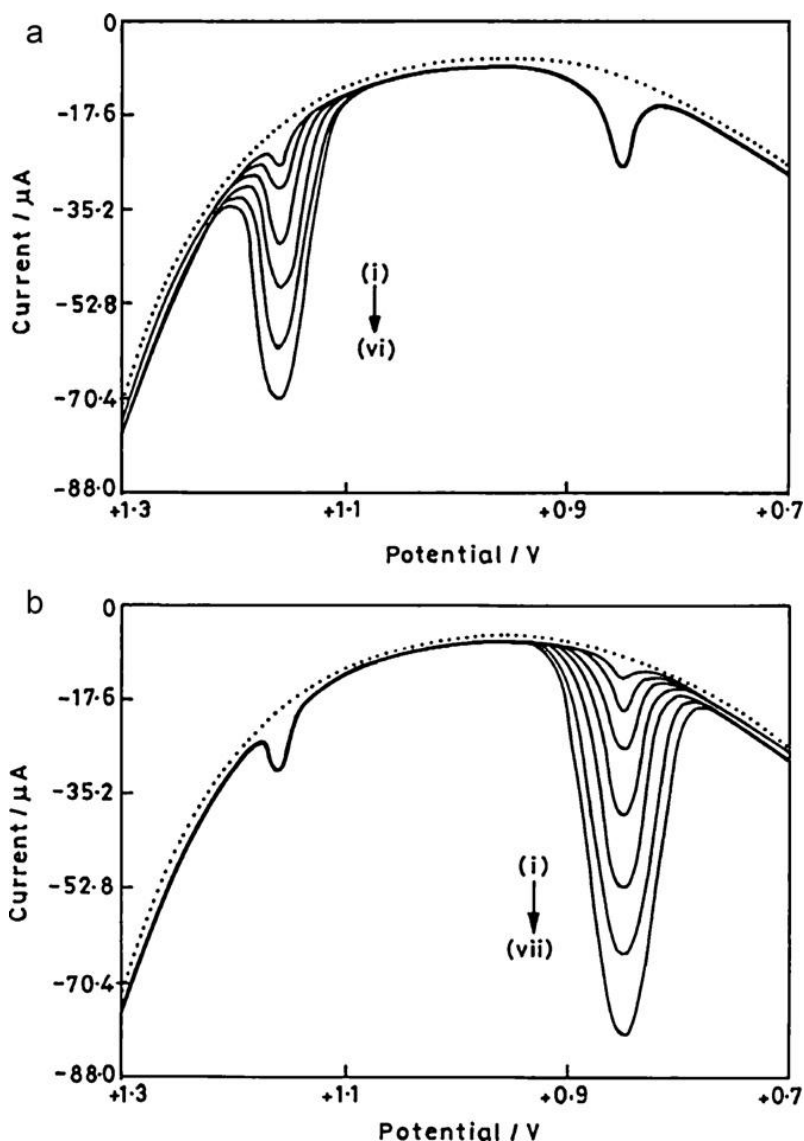 a
0
-17.6
-35.2
-52.8
-70.4
-88.0
Current / μA
(i)
(vi)
+1.3
+1.1
+0.9
+0.7
Potential / V
b
0
-17.6
-35.2
-52.8
-70.4
-88.0
Current / μA
(i)
(vii)
+1.3
+1.1
+0.9
+0.7
Potential / V